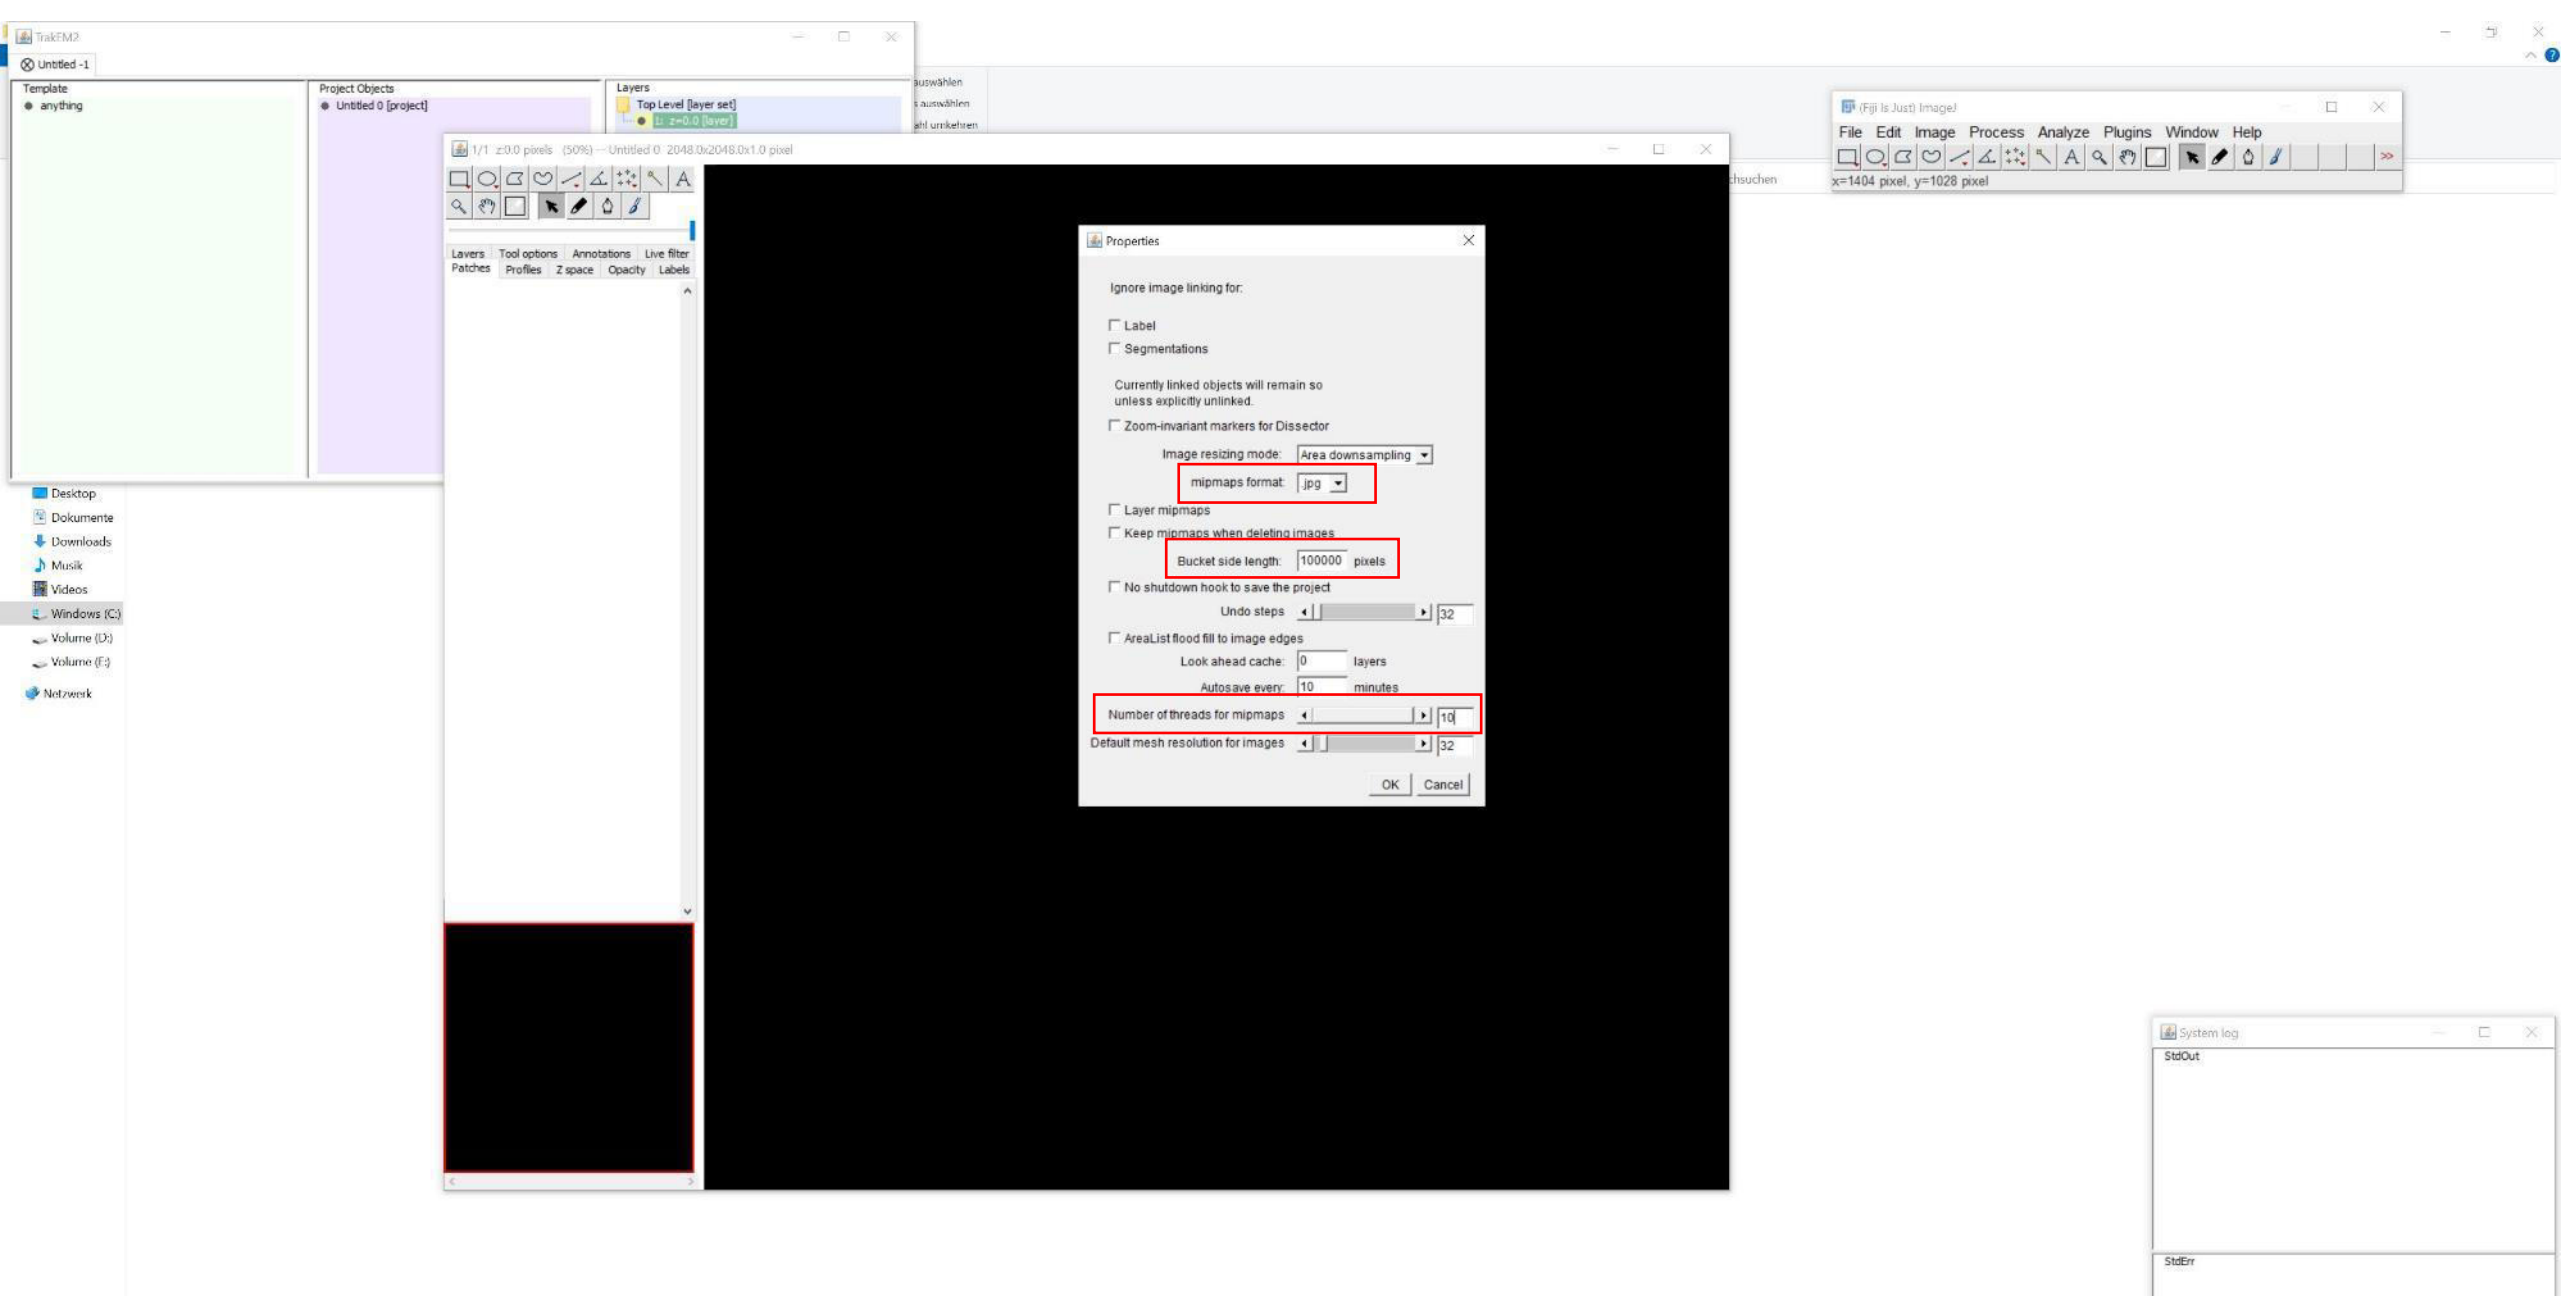 TrakEM2
Untitled -1
Template
anything
Project Objects
Untitled 0 [project]
Layers
Top Level [layer set]
1: z=0.0 [layer]
auswählen
s auswählen
ahl umkehren
chsuchen
(Fiji Is Just) ImageJ
File Edit Image Process Analyze Plugins Window Help
A
x=1404 pixel, y=1028 pixel
1/1 z:0.0 pixels (50%) -- Untitled 0 2048.0x2048.0x1.0 pixel
A
Layers Tool options Annotations Live filter
Patches Profiles Z space Opacity Labels
Properties
Ignore image linking for:
Label
Segmentations
Currently linked objects will remain so
unless explicitly unlinked.
Zoom-invariant markers for Dissector
Image resizing mode: Area downsampling
mipmaps format: .jpg
Layer mipmaps
Keep mipmaps when deleting images
Bucket side length: 100000 pixels
No shutdown hook to save the project
Undo steps 32
AreaList flood fill to image edges
Look ahead cache: 0 layers
Autosave every: 10 minutes
Number of threads for mipmaps 10
Default mesh resolution for images 32
OK Cancel
Desktop
Dokumente
Downloads
Musik
Videos
Windows (C:)
Volume (D:)
Volume (E:)
Netzwerk
System log
StdOut
StdErr